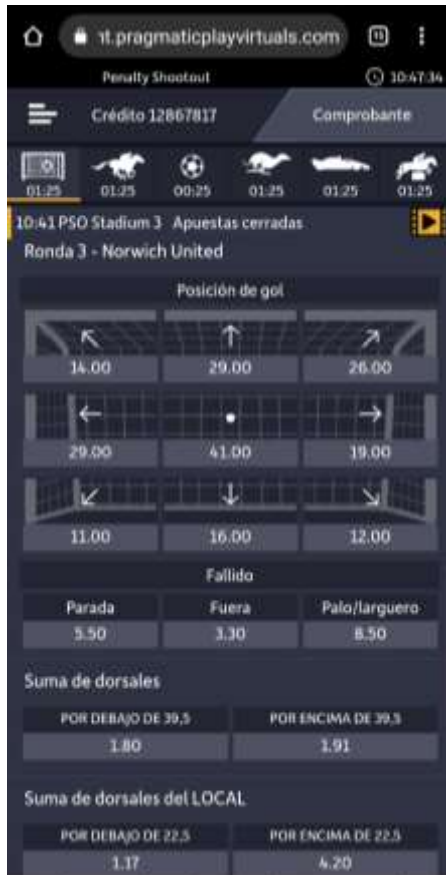 nt.pragmaticplayvirtuals.com
Penalty Shootout 10:47:34
Crédito 12867817 Comprobante
01:25 01:25 00:25 01:25 01:25 01:25
10:41 PSO Stadium 3 Apuestas cerradas
Ronda 3 - Norwich United
Posición de gol
14.00 29.00 26.00
29.00 41.00 19.00
11.00 16.00 12.00
Fallido
Parada Fuera Palo/larguero
5.50 3.30 8.50
Suma de dorsales
POR DEBAJO DE 39,5 POR ENCIMA DE 39,5
1.80 1.91
Suma de dorsales del LOCAL
POR DEBAJO DE 22,5 POR ENCIMA DE 22,5
1.17 4.20